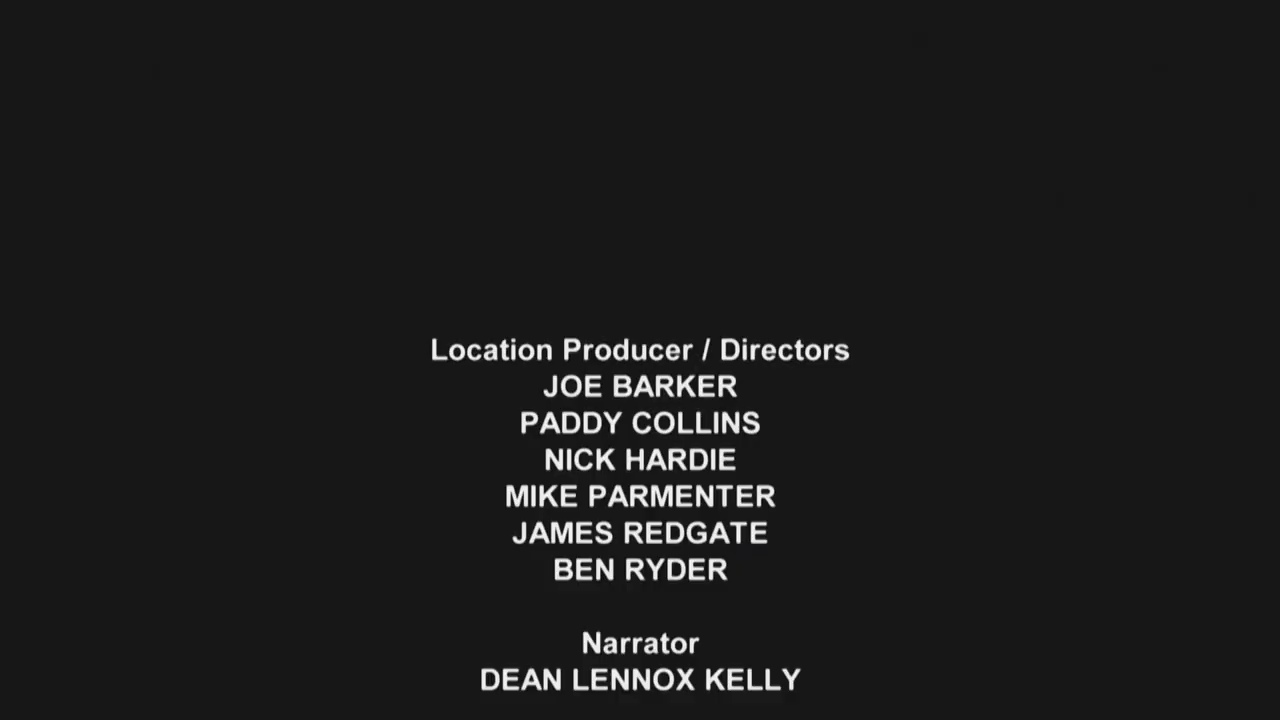 Location Producer / Directors
JOE BARKER
PADDY COLLINS
NICK HARDIE
MIKE PARMENTER
JAMES REDGATE
BEN RYDER
Narrator
DEAN LENNOX KELLY